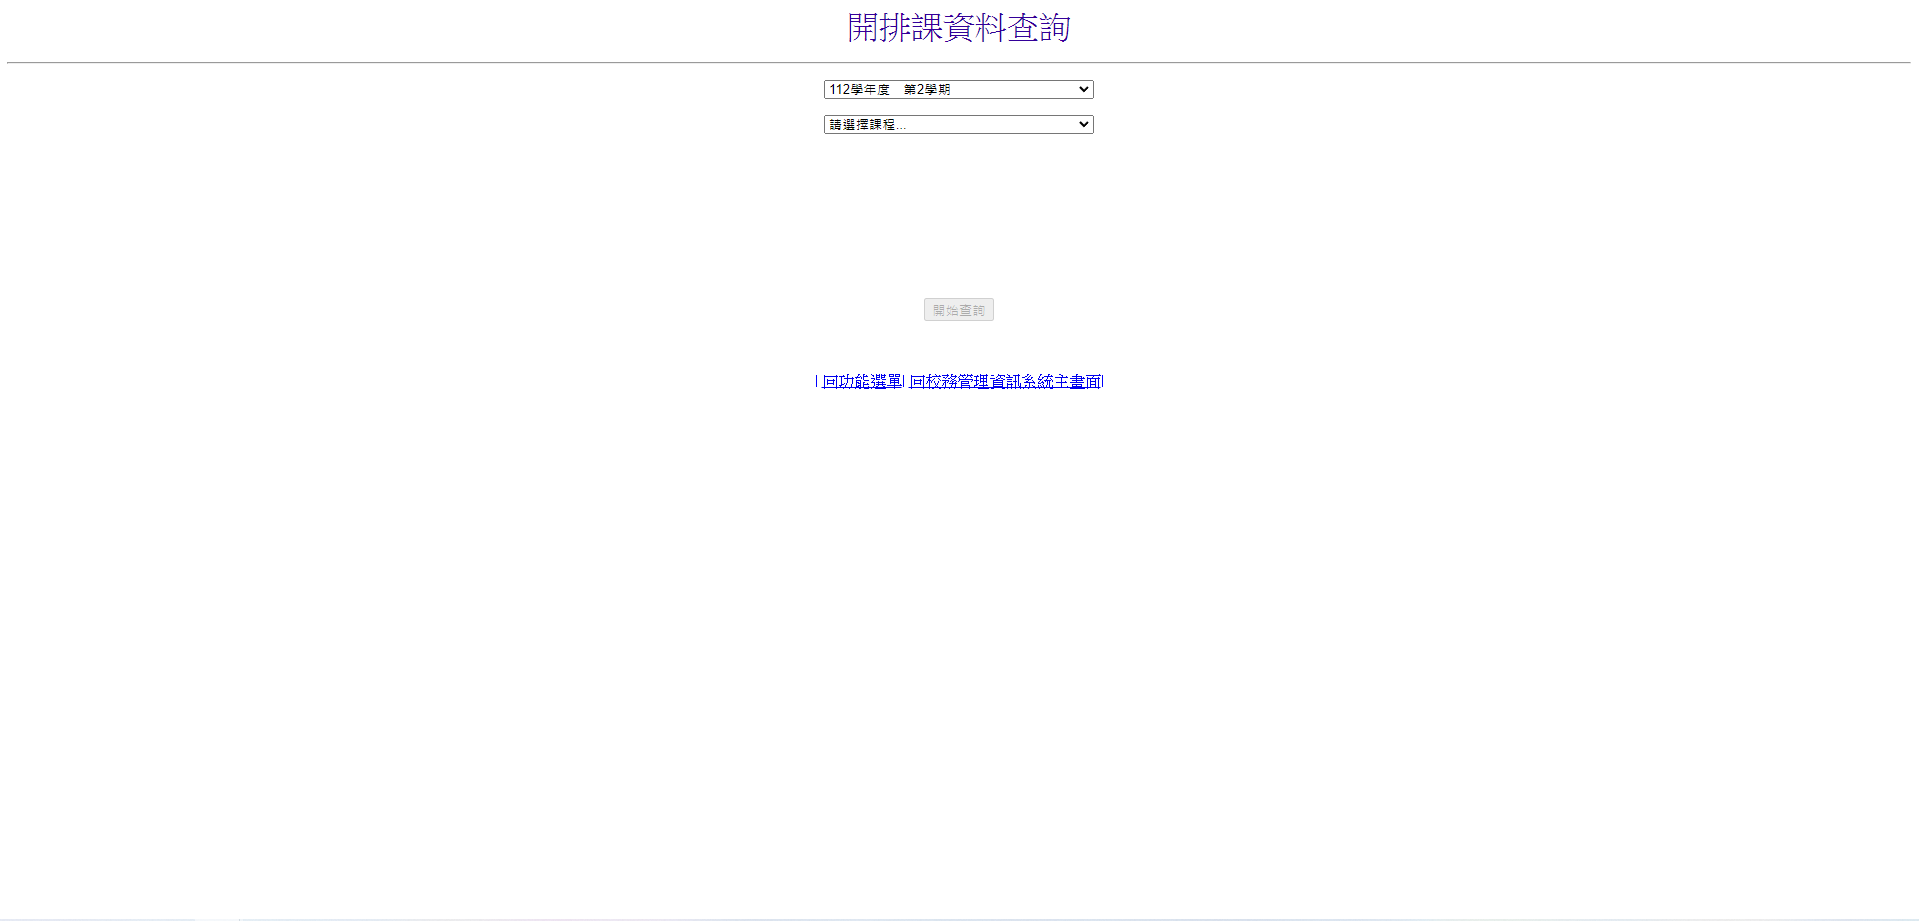 開排課資料查詢
112學年度　第2學期
請選擇課程...
開始查詢
| 回功能選單| 回校務管理資訊系統主畫面|